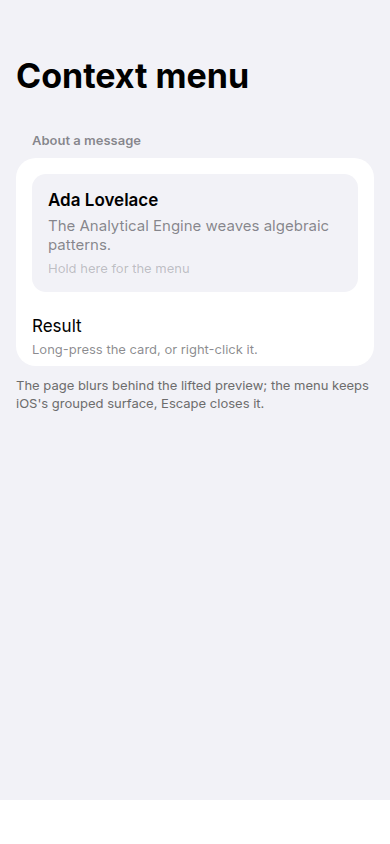 Context menu
About a message
Ada Lovelace
The Analytical Engine weaves algebraic
patterns.
Hold here for the menu
Result
Long-press the card, or right-click it.
The page blurs behind the lifted preview; the menu keeps
iOS's grouped surface, Escape closes it.